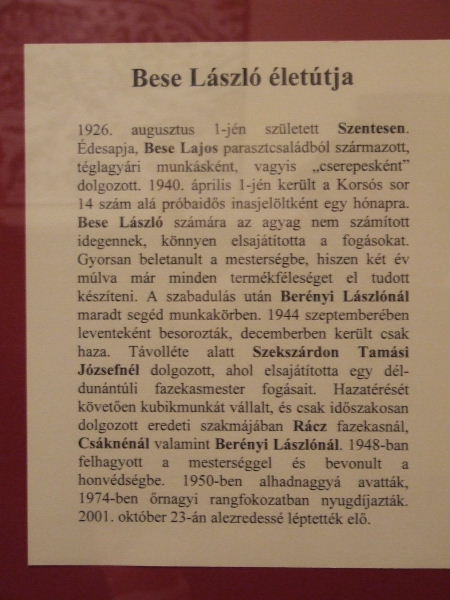 Bese László életútja
1926. augusztus 1-jén született Szentesen.
Édesapja, Bese Lajos parasztcsaládból származott,
téglagyári munkásként, vagyis „cserepesként”
dolgozott. 1940. április 1-jén került a Korsós sor
14 szám alá próbaidős inasjelöltként egy hónapra.
Bese László számára az agyag nem számított
idegennek, könnyen elsajátította a fogásokat.
Gyorsan beletanult a mesterségbe, hiszen két év
múlva már minden termékféleséget el tudott
készíteni. A szabadulás után Berényi Lászlónál
maradt segéd munkakörben. 1944 szeptemberében
leventeként besorozták, decemberben került csak
haza. Távolléte alatt Szekszárdon Tamási
Józsefnél dolgozott, ahol elsajátította egy dél-
dunántúli fazekasmester fogásait. Hazatérését
követően kubikmunkát vállalt, és csak időszakosan
dolgozott eredeti szakmájában Rácz fazekasnál,
Csáknénál valamint Berényi Lászlónál. 1948-ban
felhagyott a mesterséggel és bevonult a
honvédségbe. 1950-ben alhadnaggyá avatták,
1974-ben őrnagyi rangfokozatban nyugdíjazták.
2001. október 23-án alezredessé léptették elő.